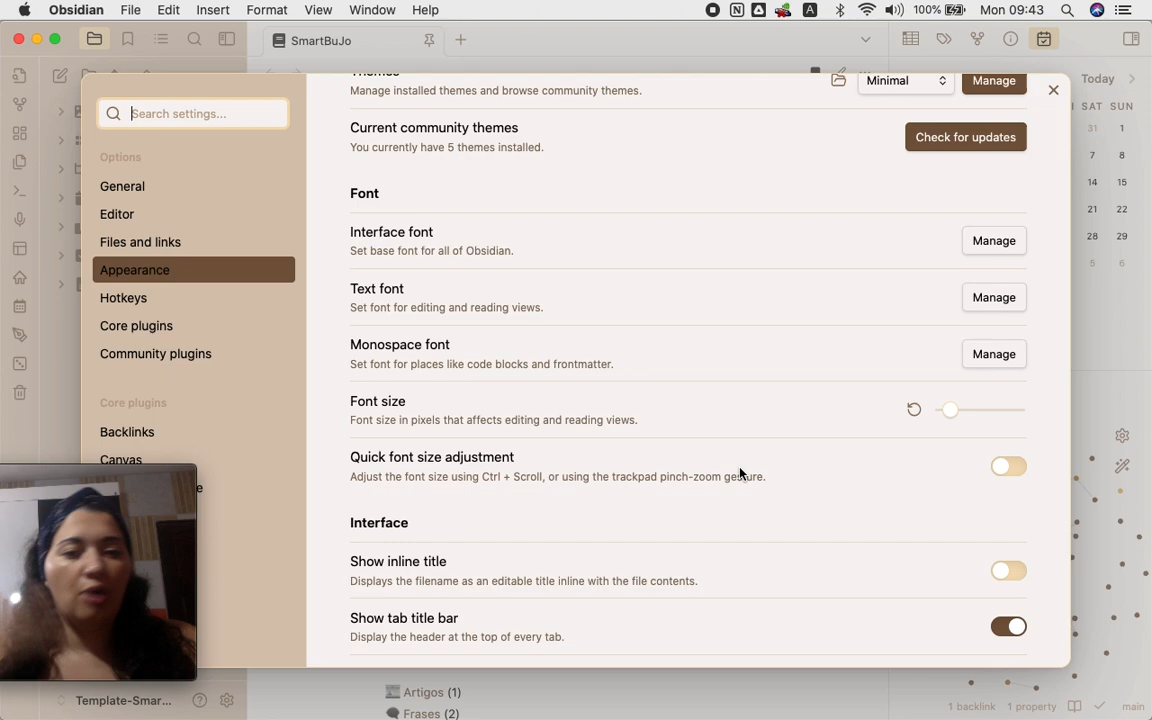 Obsidian File Edit Insert Format View Window Help 100% Mon 09:43
SmartBuJo
Search settings...
Options
General
Editor
Files and links
Appearance
Hotkeys
Core plugins
Community plugins
Core plugins
Backlinks
Canvas
Themes
Manage installed themes and browse community themes.
Minimal
Manage
Current community themes
You currently have 5 themes installed.
Check for updates
Font
Interface font
Set base font for all of Obsidian.
Manage
Text font
Set font for editing and reading views.
Manage
Monospace font
Set font for places like code blocks and frontmatter.
Manage
Font size
Font size in pixels that affects editing and reading views.
Quick font size adjustment
Adjust the font size using Ctrl + Scroll, or using the trackpad pinch-zoom gesture.
Interface
Show inline title
Displays the filename as an editable title inline with the file contents.
Show tab title bar
Display the header at the top of every tab.
Today
SAT SUN
31 1
7 8
14 15
21 22
28 29
5 6
Template-Smar...
Artigos (1)
Frases (2)
1 backlink 1 property main